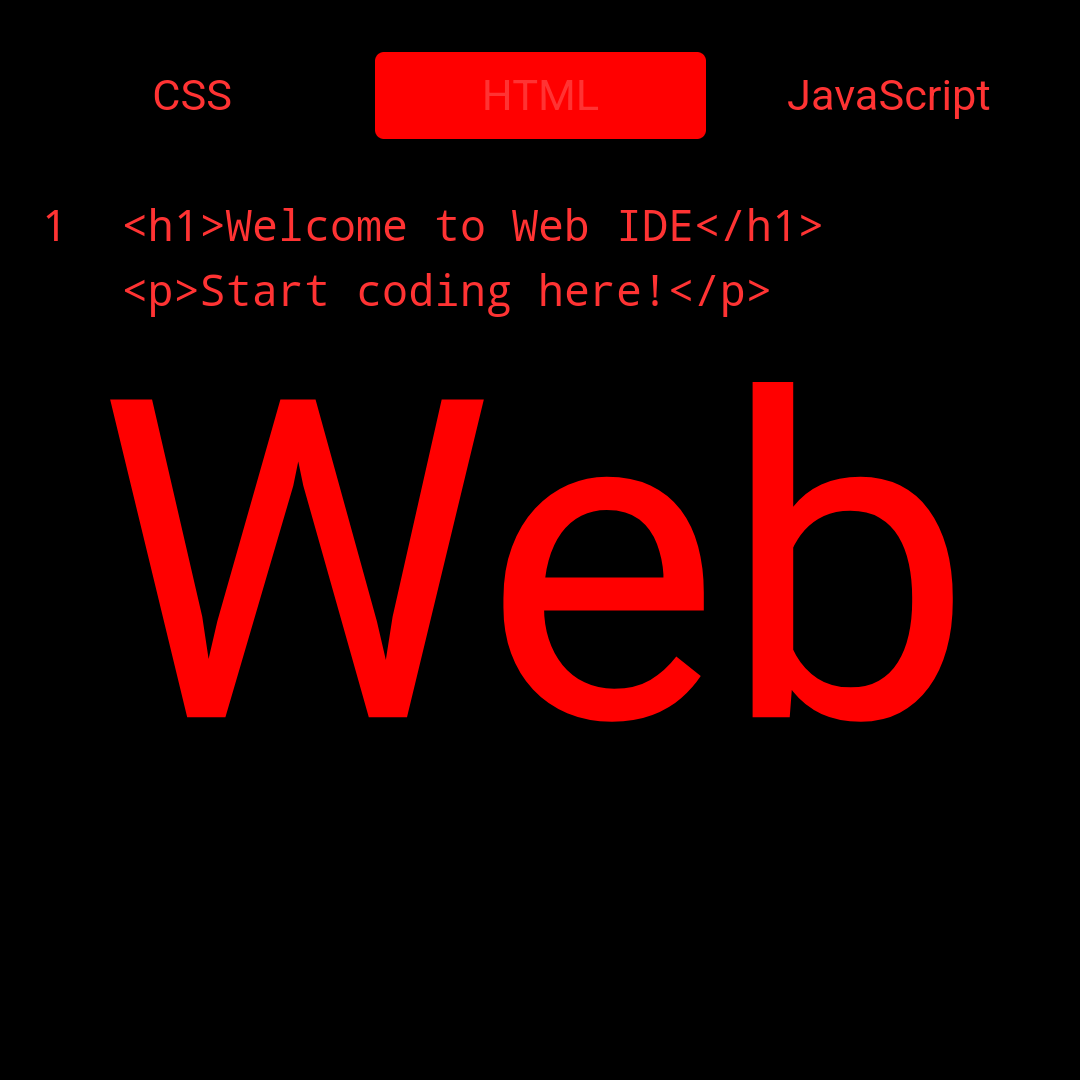 CSS HTML JavaScript
1 <h1>Welcome to Web IDE</h1>
<p>Start coding here!</p>
Web